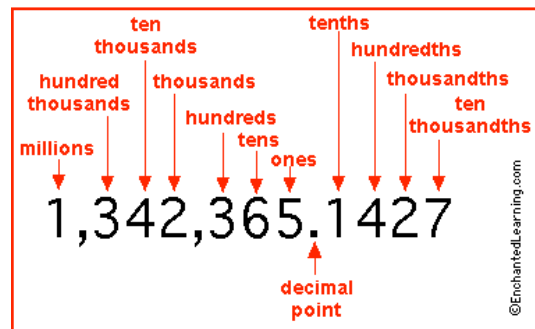 ten
thousands
tenths
hundredths
hundred
thousands
thousands
thousandths
ten
thousandths
hundreds
tens
ones
millions
1,342,365.1427
decimal
point
©EnchantedLearning.com